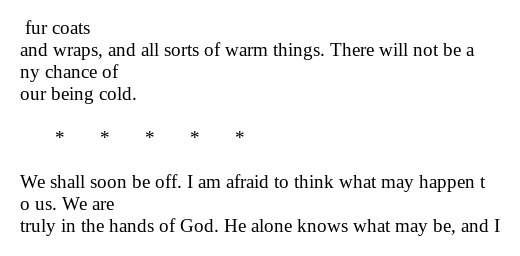 fur coats
and wraps, and all sorts of warm things. There will not be a
ny chance of
our being cold.
* * * * *
We shall soon be off. I am afraid to think what may happen t
o us. We are
truly in the hands of God. He alone knows what may be, and I